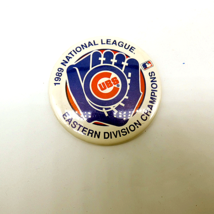 1989 NATIONAL LEAGUE
CUBS
EASTERN DIVISION CHAMPIONS